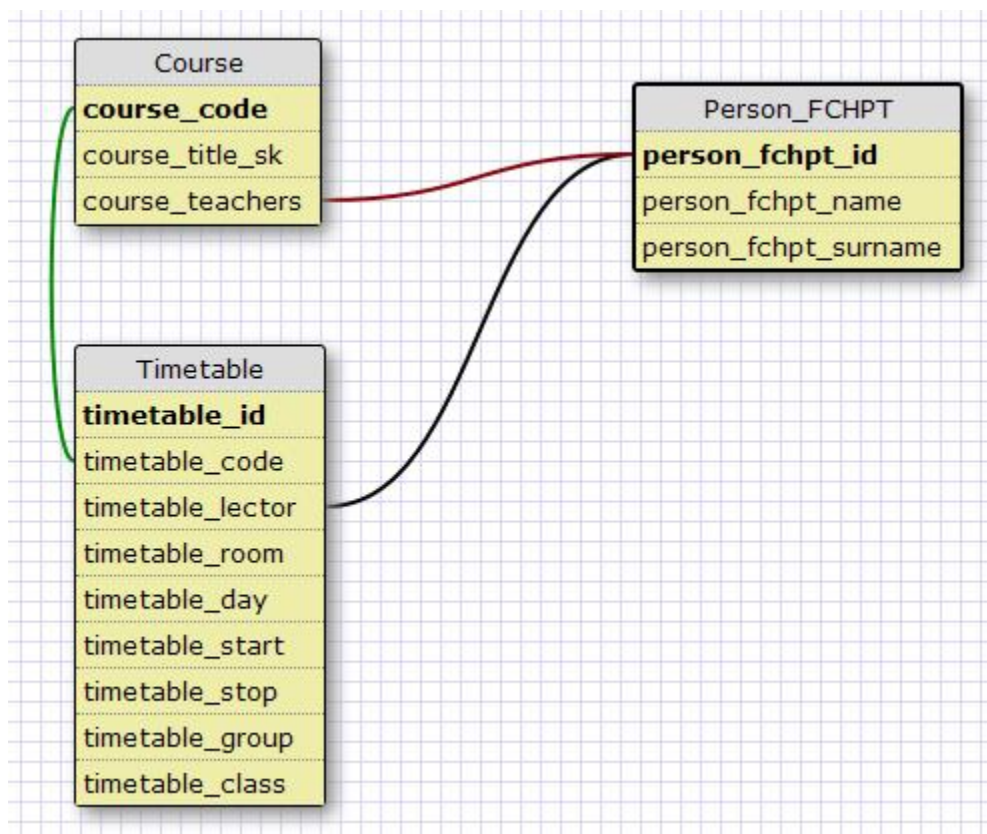 Course
course_code
course_title_sk
course_teachers
Person_FCHPT
person_fchpt_id
person_fchpt_name
person_fchpt_surname
Timetable
timetable_id
timetable_code
timetable_lector
timetable_room
timetable_day
timetable_start
timetable_stop
timetable_group
timetable_class